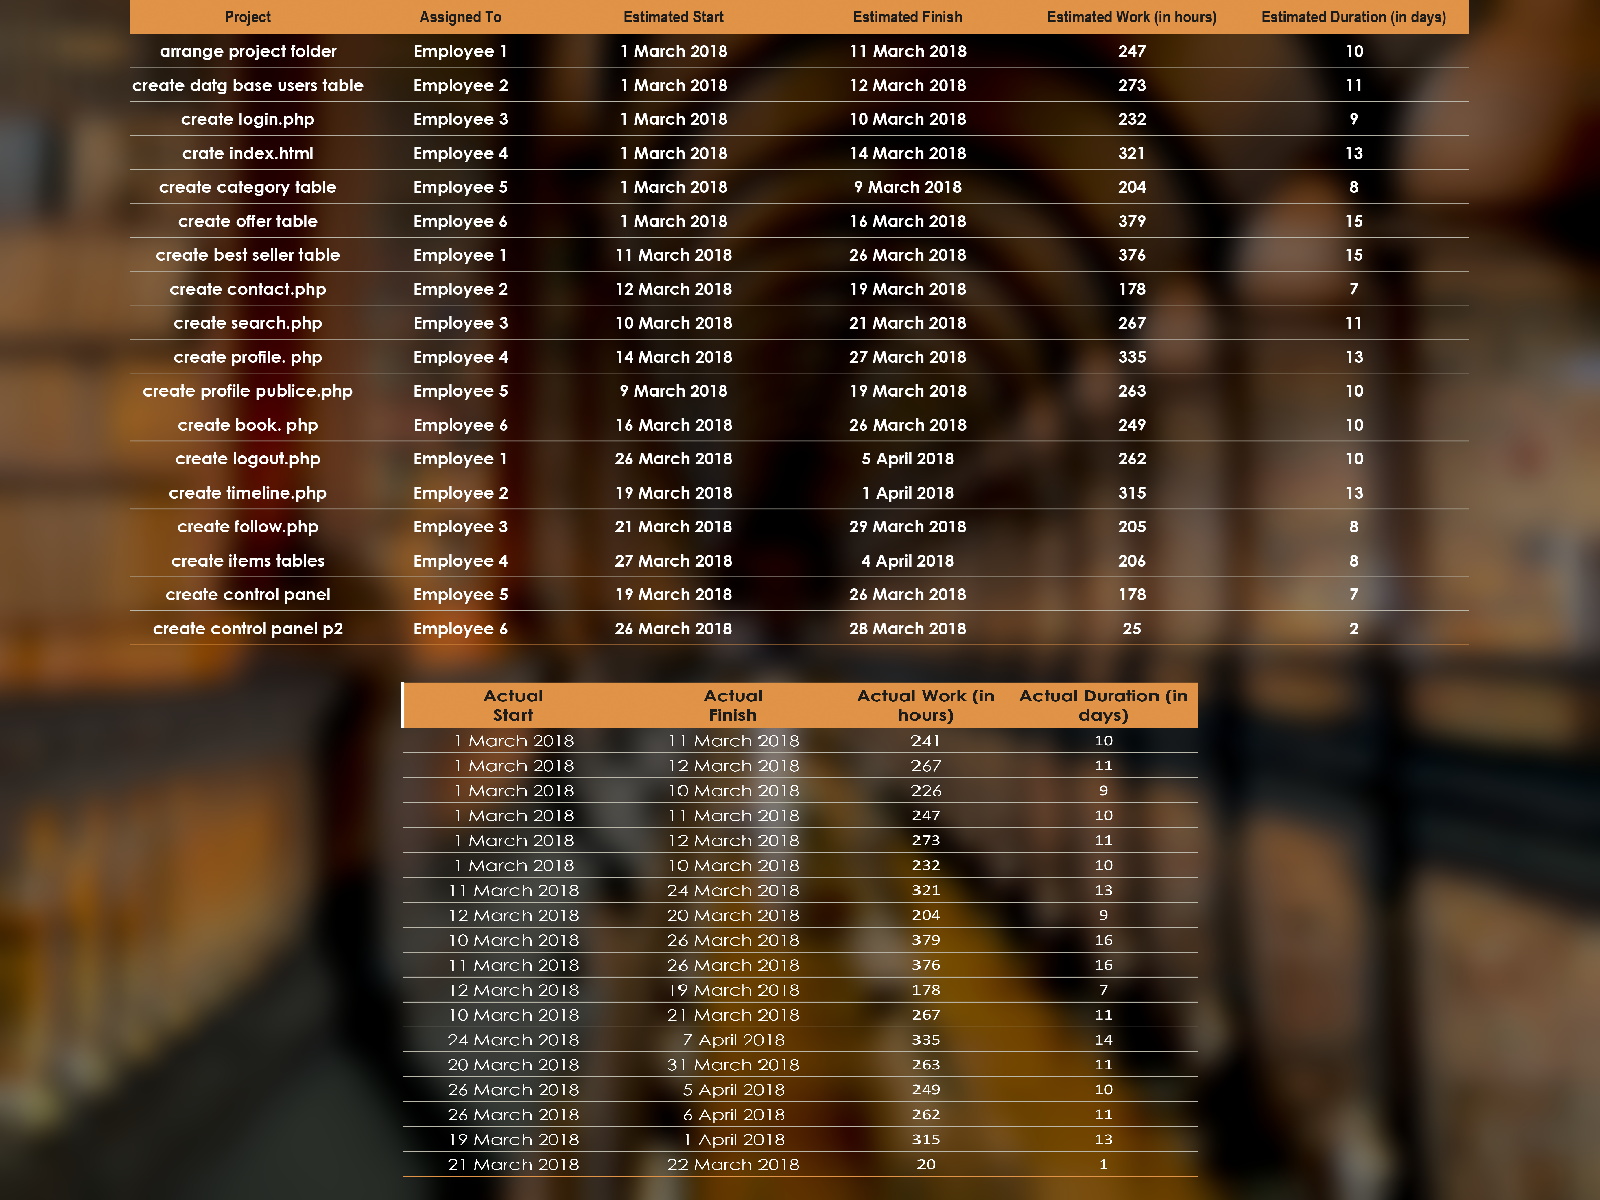 Project Assigned To Estimated Start Estimated Finish Estimated Work (in hours) Estimated Duration (in days)
arrange project folder Employee 1 1 March 2018 11 March 2018 247 10
create datg base users table Employee 2 1 March 2018 12 March 2018 273 11
create login.php Employee 3 1 March 2018 10 March 2018 232 9
crate index.html Employee 4 1 March 2018 14 March 2018 321 13
create category table Employee 5 1 March 2018 9 March 2018 204 8
create offer table Employee 6 1 March 2018 16 March 2018 379 15
create best seller table Employee 1 11 March 2018 26 March 2018 376 15
create contact.php Employee 2 12 March 2018 19 March 2018 178 7
create search.php Employee 3 10 March 2018 21 March 2018 267 11
create profile. php Employee 4 14 March 2018 27 March 2018 335 13
create profile publice.php Employee 5 9 March 2018 19 March 2018 263 10
create book. php Employee 6 16 March 2018 26 March 2018 249 10
create logout.php Employee 1 26 March 2018 5 April 2018 262 10
create timeline.php Employee 2 19 March 2018 1 April 2018 315 13
create follow.php Employee 3 21 March 2018 29 March 2018 205 8
create items tables Employee 4 27 March 2018 4 April 2018 206 8
create control panel Employee 5 19 March 2018 26 March 2018 178 7
create control panel p2 Employee 6 26 March 2018 28 March 2018 25 2
Actual Actual Actual Work (in Actual Duration (in
Start Finish hours) days)
1 March 2018 11 March 2018 241 10
1 March 2018 12 March 2018 267 11
1 March 2018 10 March 2018 226 9
1 March 2018 11 March 2018 247 10
1 March 2018 12 March 2018 273 11
1 March 2018 10 March 2018 232 10
11 March 2018 24 March 2018 321 13
12 March 2018 20 March 2018 204 9
10 March 2018 26 March 2018 379 16
11 March 2018 26 March 2018 376 16
12 March 2018 19 March 2018 178 7
10 March 2018 21 March 2018 267 11
24 March 2018 7 April 2018 335 14
20 March 2018 31 March 2018 263 11
26 March 2018 5 April 2018 249 10
26 March 2018 6 April 2018 262 11
19 March 2018 1 April 2018 315 13
21 March 2018 22 March 2018 20 1